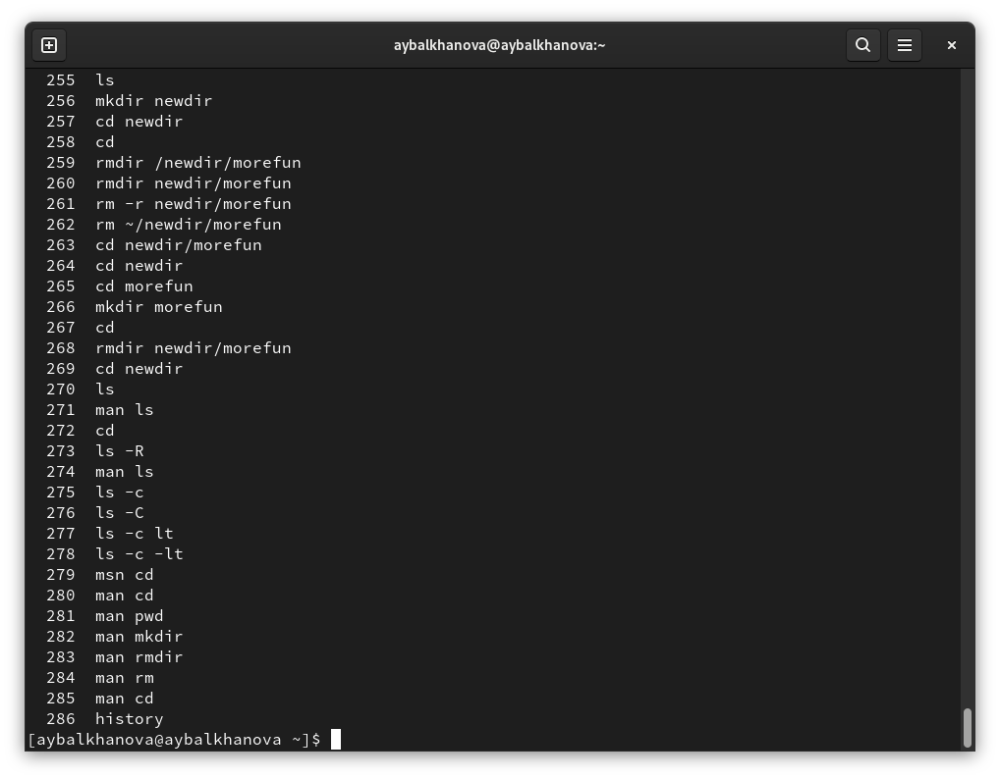 aybalkhanova@aybalkhanova:~
255 ls
256 mkdir newdir
257 cd newdir
258 cd
259 rmdir /newdir/morefun
260 rmdir newdir/morefun
261 rm -r newdir/morefun
262 rm ~/newdir/morefun
263 cd newdir/morefun
264 cd newdir
265 cd morefun
266 mkdir morefun
267 cd
268 rmdir newdir/morefun
269 cd newdir
270 ls
271 man ls
272 cd
273 ls -R
274 man ls
275 ls -c
276 ls -C
277 ls -c lt
278 ls -c -lt
279 msn cd
280 man cd
281 man pwd
282 man mkdir
283 man rmdir
284 man rm
285 man cd
286 history
[aybalkhanova@aybalkhanova ~]$